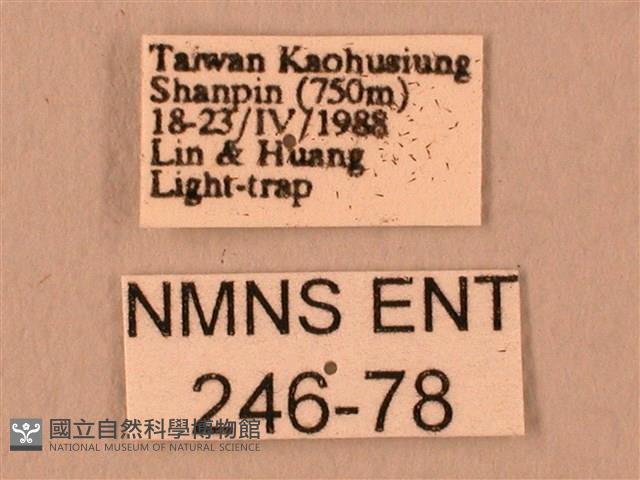 Taiwan Kaohusiung
Shanpin (750m)
18-23/IV/1988
Lin & Huang
Light-trap
NMNS ENT
246-78
國立自然科學博物館
NATIONAL MUSEUM OF NATURAL SCIENCE